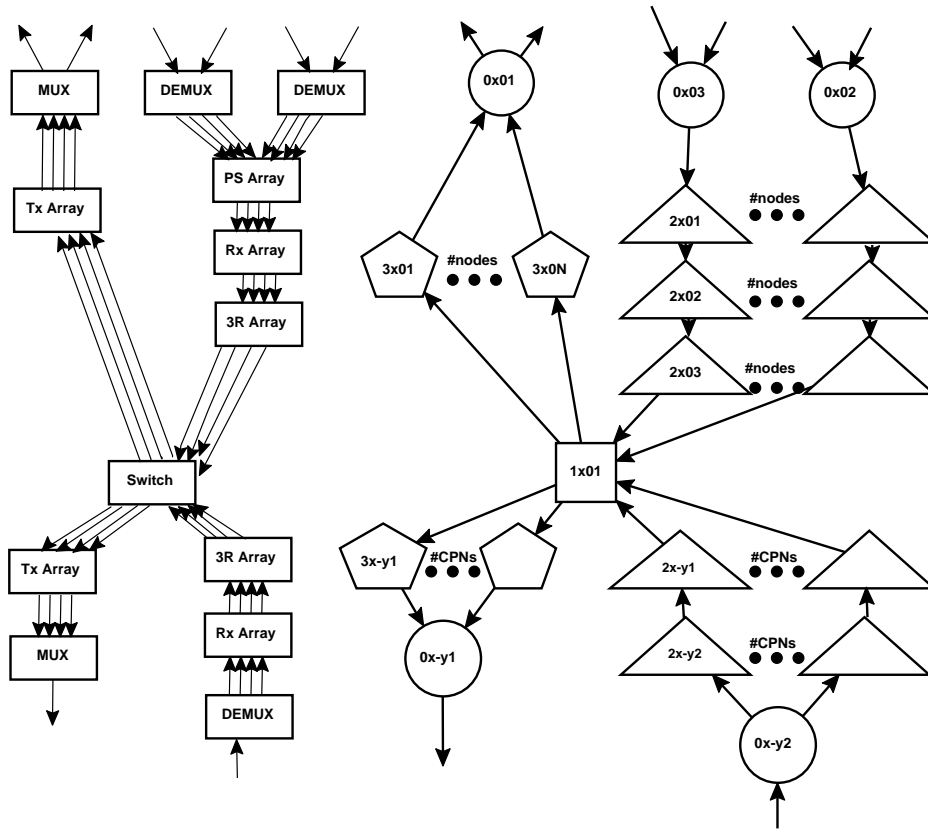 MUX
DEMUX
DEMUX
PS Array
Tx Array
Rx Array
3R Array
Switch
Tx Array
3R Array
Rx Array
MUX
DEMUX
0x01
0x03
0x02
#nodes
2x01
3x01
#nodes
3x0N
#nodes
2x02
#nodes
2x03
1x01
3x-y1
#CPNs
2x-y1
#CPNs
2x-y2
#CPNs
0x-y1
0x-y2